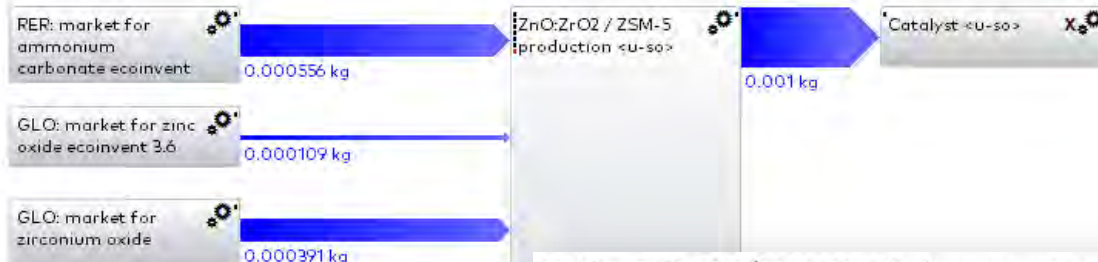 RER: market for
ammonium
carbonate ecoinvent
0.000556 kg
GLO: market for zinc
oxide ecoinvent 3.6
0.000109 kg
GLO: market for
zirconium oxide
0.000391 kg
ZnO:ZrO2 / ZSM-5
production <u-so>
0.001 kg
Catalyst <u-so>
X